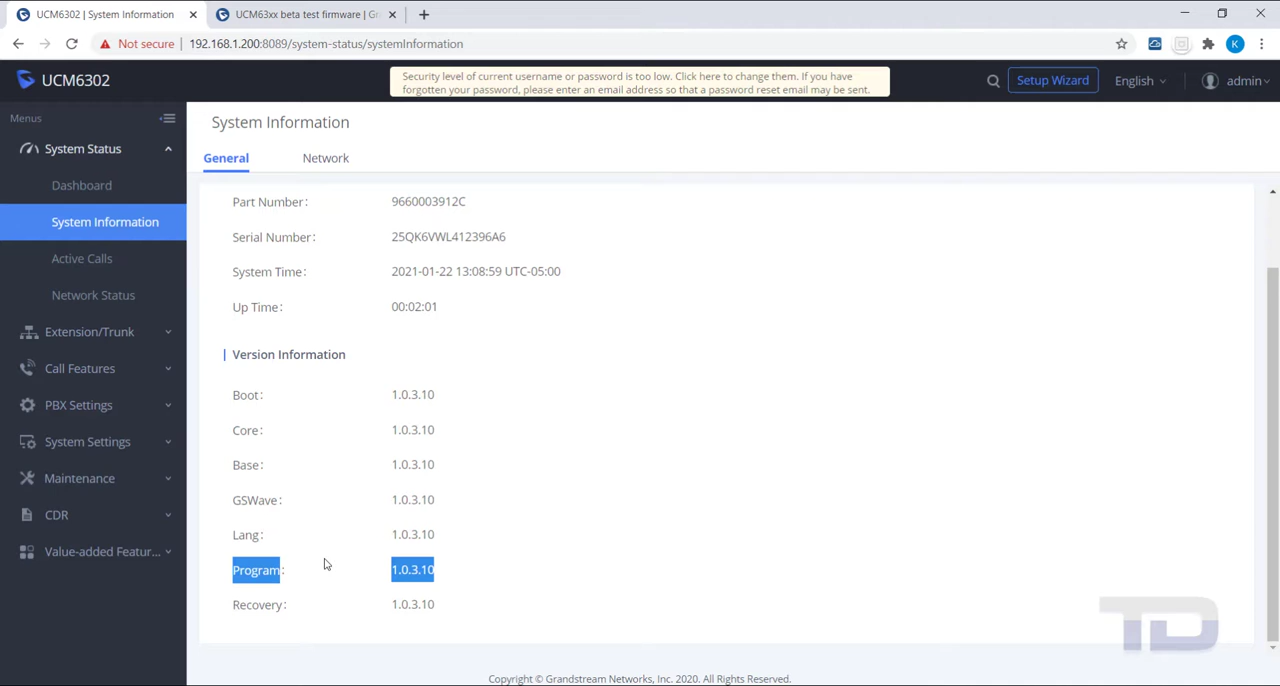 UCM6302 | System Information
UCM63xx beta test firmware | Gr
Not secure
192.168.1.200:8089/system-status/systemInformation
K
UCM6302
Security level of current username or password is too low. Click here to change them. If you have
forgotten your password, please enter an email address so that a password reset email may be sent.
Setup Wizard
English
admin
Menus
System Status
Dashboard
System Information
Active Calls
Network Status
Extension/Trunk
Call Features
PBX Settings
System Settings
Maintenance
CDR
Value-added Featur...
System Information
General
Network
Part Number: 9660003912C
Serial Number: 25QK6VWL412396A6
System Time: 2021-01-22 13:08:59 UTC-05:00
Up Time: 00:02:01
Version Information
Boot: 1.0.3.10
Core: 1.0.3.10
Base: 1.0.3.10
GSWave: 1.0.3.10
Lang: 1.0.3.10
Program: 1.0.3.10
Recovery: 1.0.3.10
TD
Copyright © Grandstream Networks, Inc. 2020. All Rights Reserved.